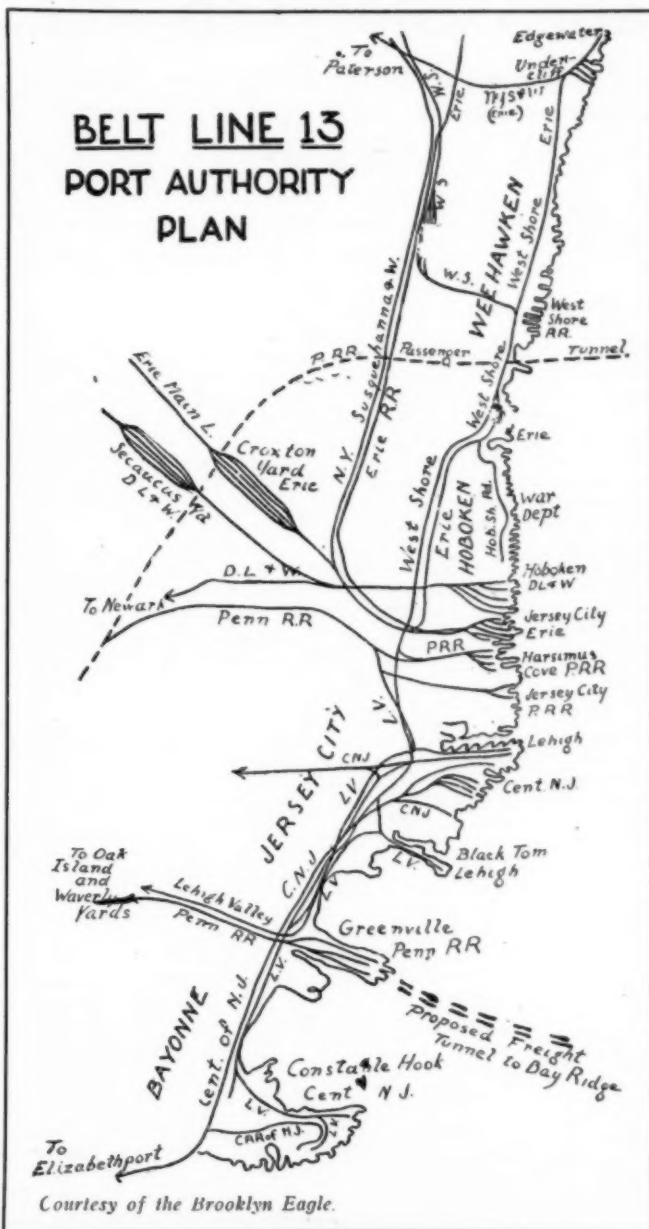 BELT LINE 13
PORT AUTHORITY
PLAN
To
Paterson
Edgewater
Under-
cliff
W.S.
Erie
(Erie)
Erie
W S
W.S.
WEEHAWKEN
West Shore
West
Shore
RR.
P.RR
Passenger
Tunnel
N.Y. Susquehanna & W.
Erie RR
West Shore
Erie
Erie Main L.
Croxton
Yard
Erie
Secaucus Yd
D L & W.
West Shore
Erie
HOBOKEN
Hob. Sh. Rd.
War
Dept
D.L & W.
Hoboken
DL & W
To Newark
Penn R.R
Jersey City
Erie
PRR
Harsimus
Cove PRR
Jersey City
P.RR
L.V.
JERSEY CITY
Lehigh
CNJ
L.V.
Cent. N.J.
CNJ
L.V.
Black Tom
Lehigh
C.N.J
L.V.
To Oak
Island
and
Waverly
Yards
Lehigh Valley
Penn RR
Greenville
Penn RR
L.V.
Proposed Freight
Tunnel to Bay Ridge
BAYONNE
Cent. of N.J.
Constable Hook
Cent N J.
L.V.
CRR of N.J.
L.V.
To
Elizabethport
Courtesy of the Brooklyn Eagle.